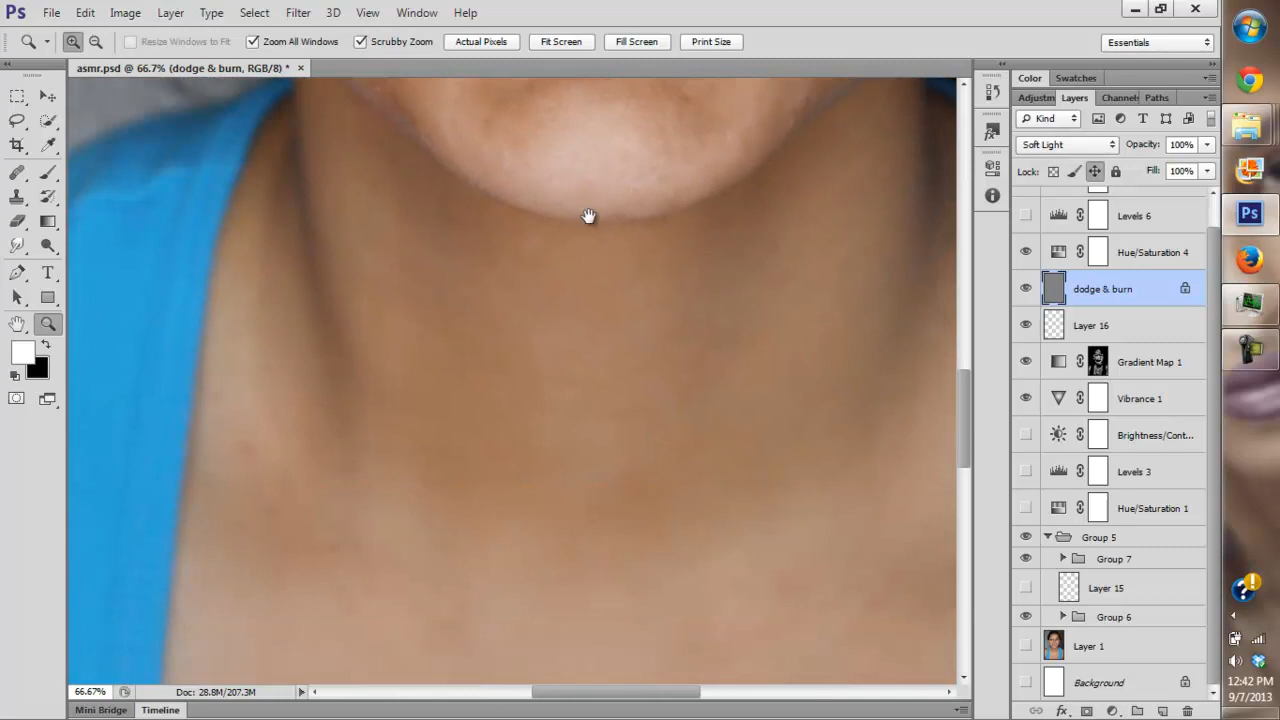 Ps File Edit Image Layer Type Select Filter 3D View Window Help
Resize Windows to Fit Zoom All Windows Scrubby Zoom Actual Pixels Fit Screen Fill Screen Print Size Essentials
asmr.psd @ 66.7% (dodge & burn, RGB/8) * ×
Color Swatches
Adjustm Layers Channel Paths
Kind
Soft Light Opacity: 100%
Lock: Fill: 100%
Levels 6
Hue/Saturation 4
dodge & burn
Layer 16
Gradient Map 1
Vibrance 1
Brightness/Cont...
Levels 3
Hue/Saturation 1
Group 5
Group 7
Layer 15
Group 6
Layer 1
Background
66.67% Doc: 28.8M/207.3M
Mini Bridge Timeline
Ps
12:42 PM
9/7/2013